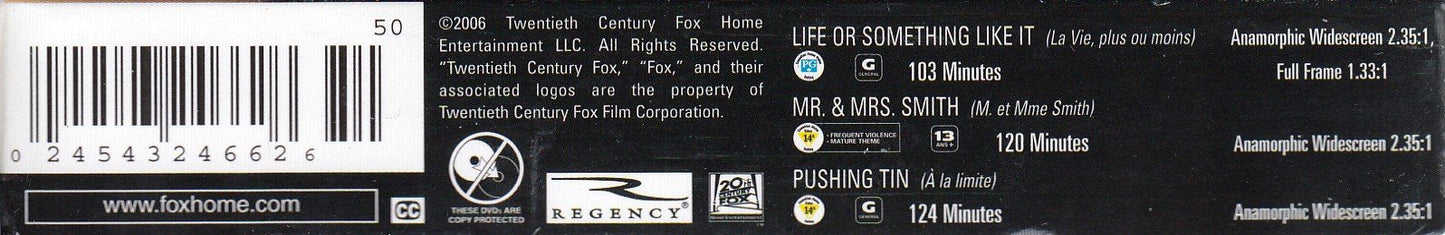 50
0 24543 24662 6
www.foxhome.com
CC
©2006 Twentieth Century Fox Home
Entertainment LLC. All Rights Reserved.
“Twentieth Century Fox,” “Fox,” and their
associated logos are the property of
Twentieth Century Fox Film Corporation.
THESE DVDs ARE
COPY PROTECTED
REGENCY®
20th
CENTURY
FOX
LIFE OR SOMETHING LIKE IT (La Vie, plus ou moins) Anamorphic Widescreen 2.35:1,
PG G GENERAL 103 Minutes Full Frame 1.33:1
MR. & MRS. SMITH (M. et Mme Smith)
14A · FREQUENT VIOLENCE
· MATURE THEME
13 ANS+ 120 Minutes Anamorphic Widescreen 2.35:1
PUSHING TIN (À la limite)
14A G GENERAL 124 Minutes Anamorphic Widescreen 2.35:1